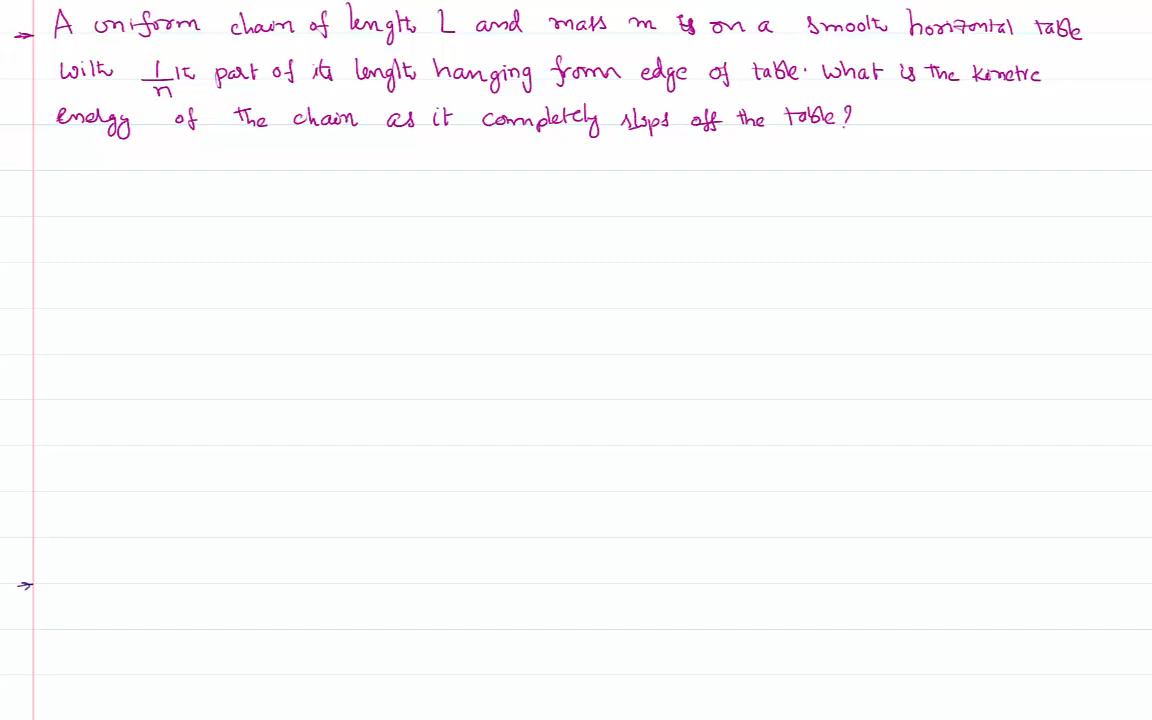 → A uniform chain of length L and mass m is on a smooth horizontal table
with 1/n th part of its length hanging from edge of table. What is the kinetic
energy of the chain as it completely slips off the table?
→